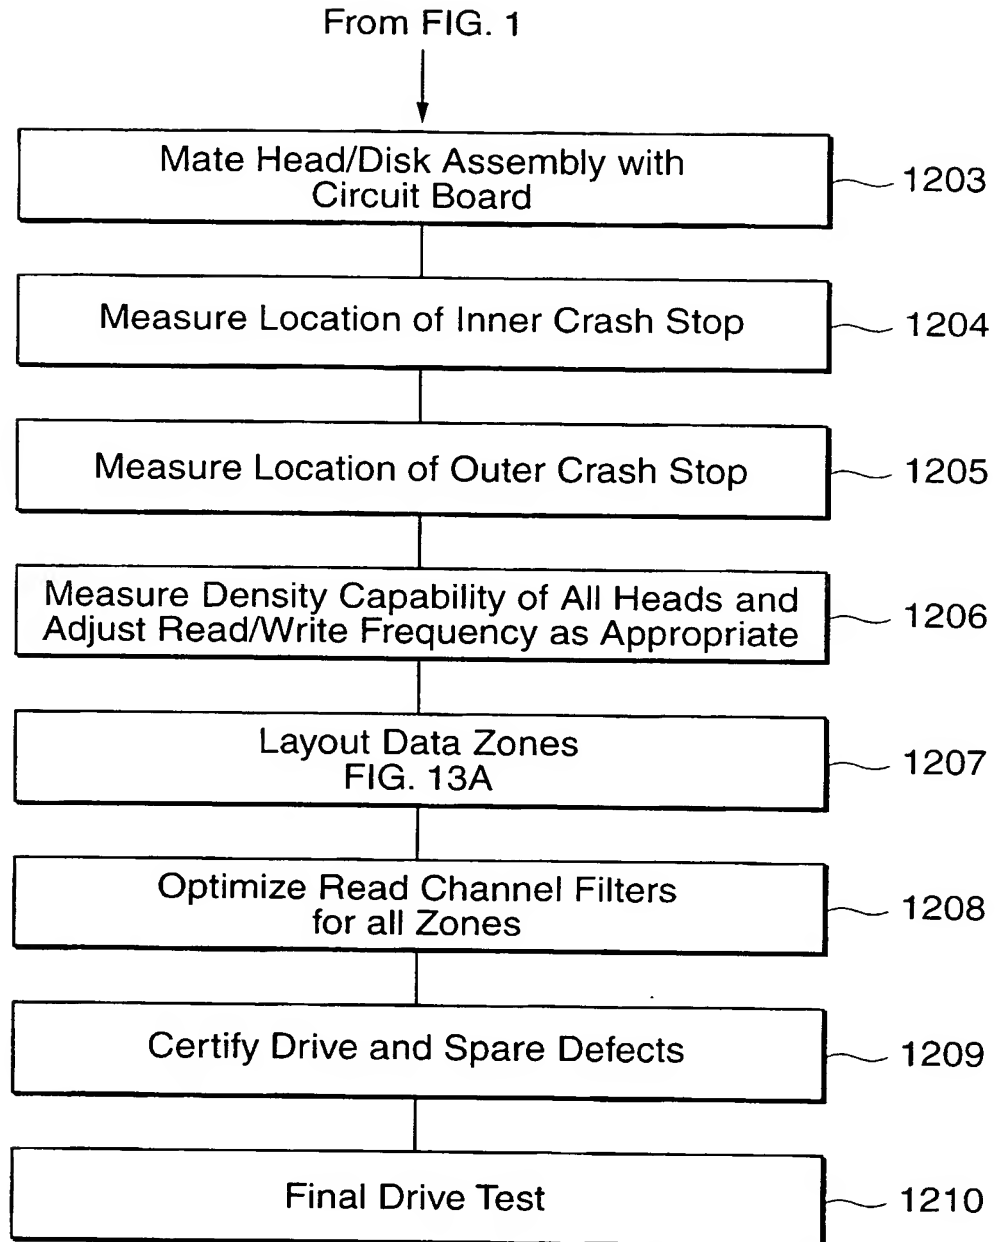 From FIG. 1
Mate Head/Disk Assembly with
Circuit Board
1203
Measure Location of Inner Crash Stop
1204
Measure Location of Outer Crash Stop
1205
Measure Density Capability of All Heads and
Adjust Read/Write Frequency as Appropriate
1206
Layout Data Zones
FIG. 13A
1207
Optimize Read Channel Filters
for all Zones
1208
Certify Drive and Spare Defects
1209
Final Drive Test
1210